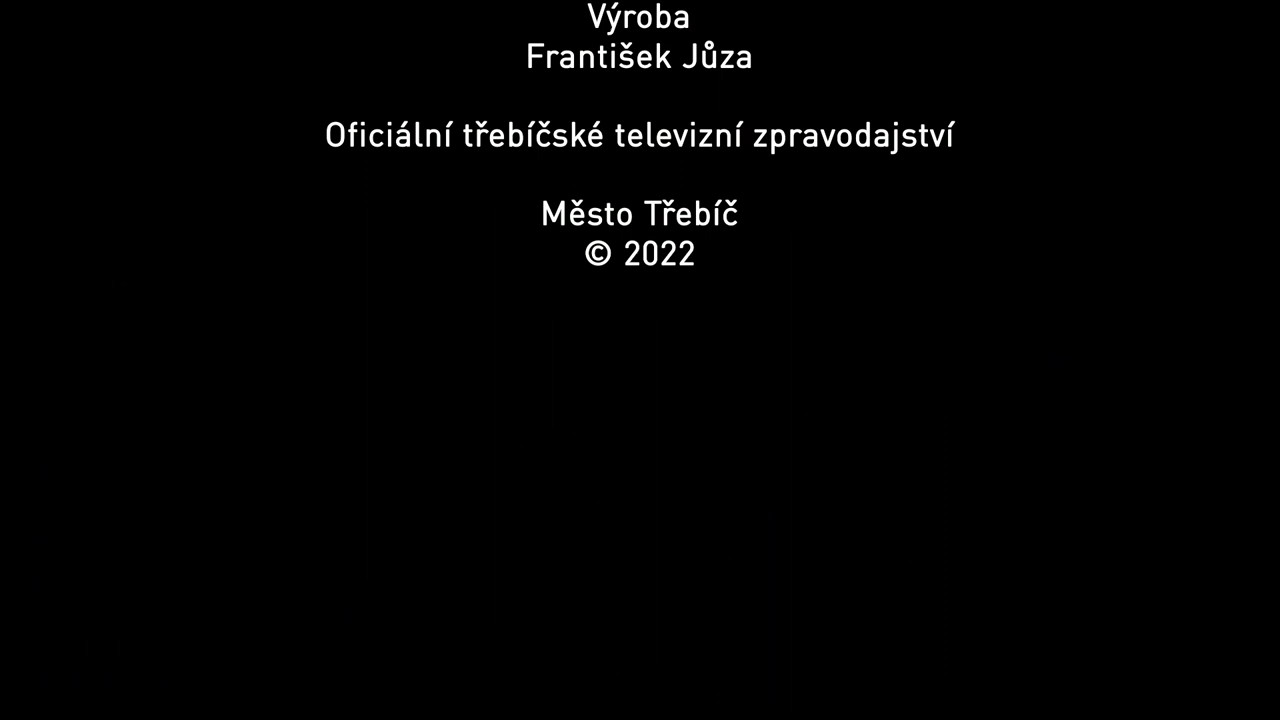 Výroba
František Jůza
Oficiální třebíčské televizní zpravodajství
Město Třebíč
© 2022